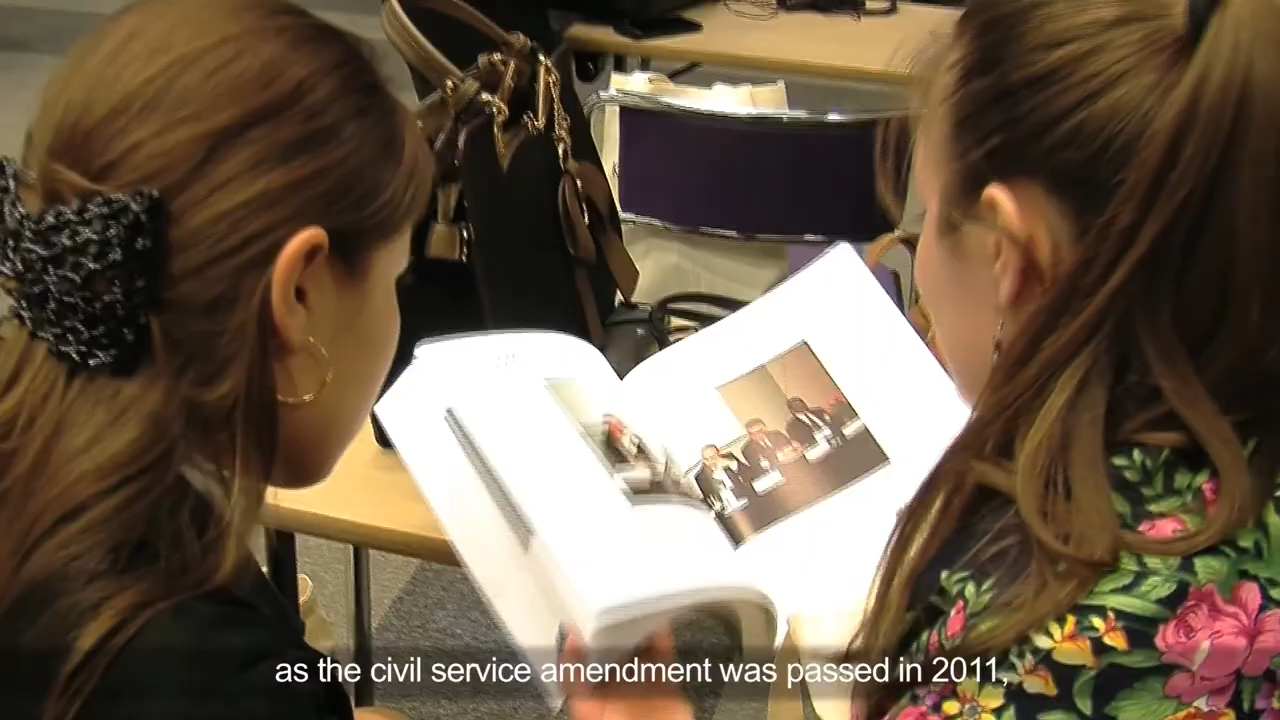 as the civil service amendment was passed in 2011,